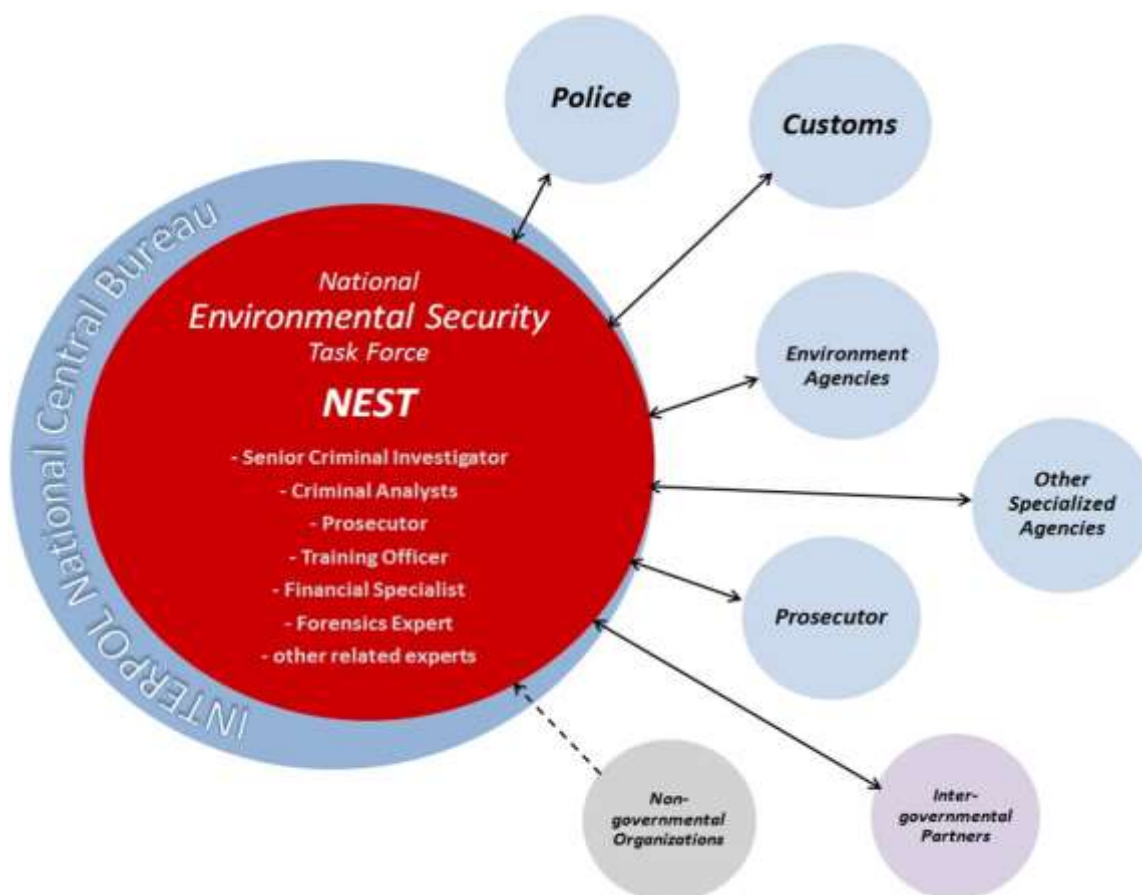 INTERPOL National Central Bureau
National
Environmental Security
Task Force
NEST
- Senior Criminal Investigator
- Criminal Analysts
- Prosecutor
- Training Officer
- Financial Specialist
- Forensics Expert
- other related experts
Police
Customs
Environment
Agencies
Other
Specialized
Agencies
Prosecutor
Inter-
governmental
Partners
Non-
governmental
Organizations